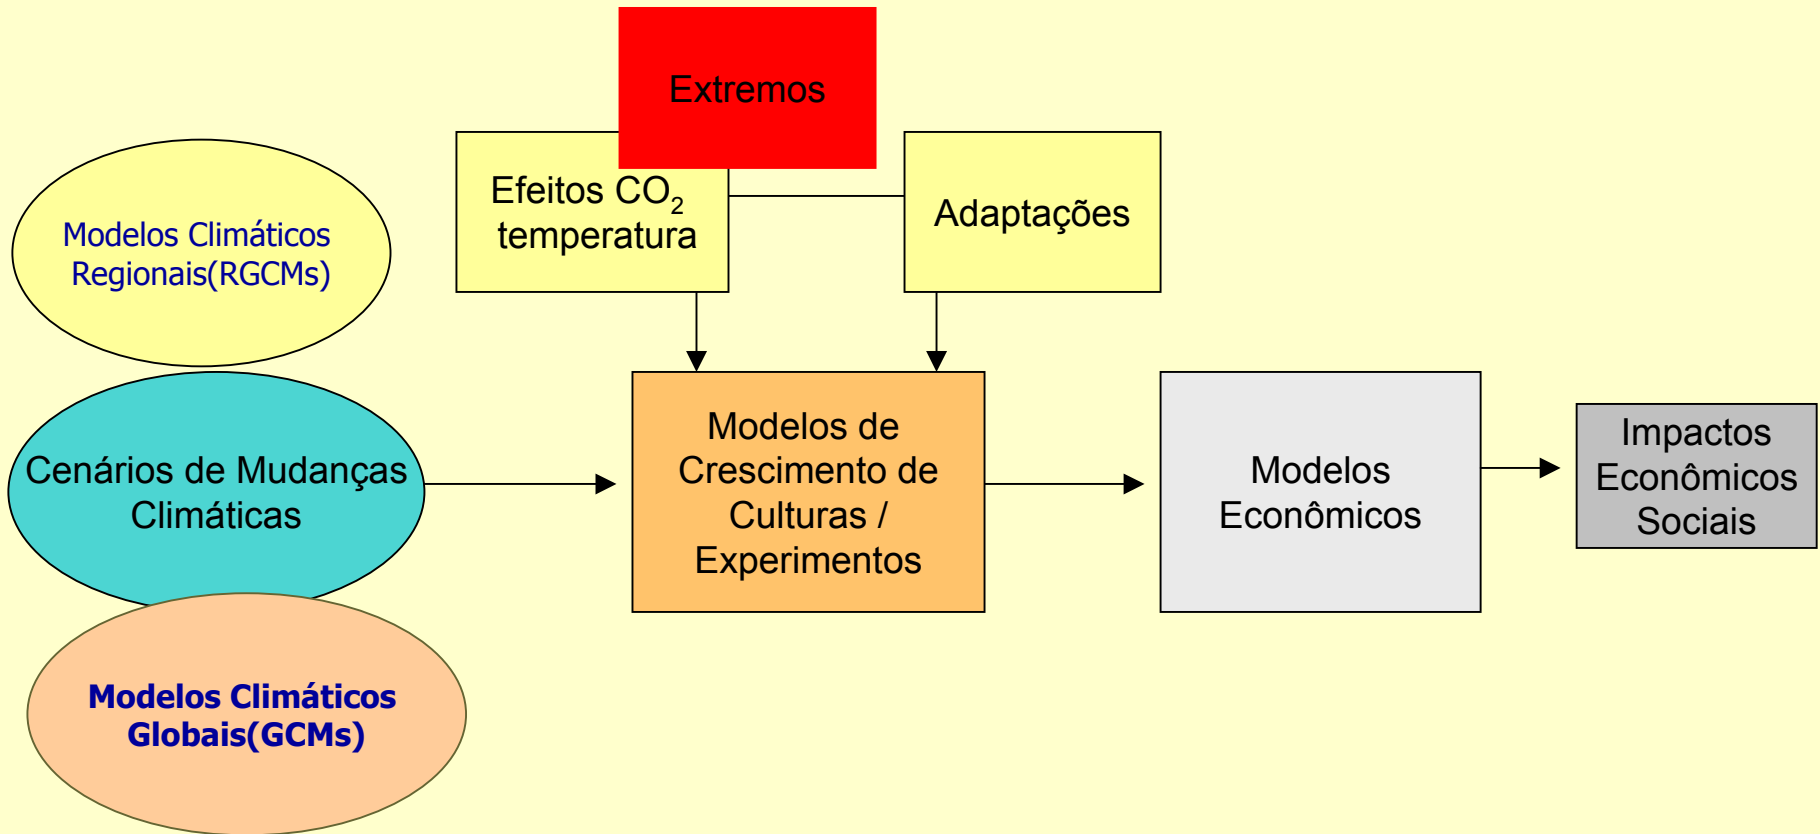 Extremos
Efeitos CO₂
temperatura
Adaptações
Modelos Climáticos
Regionais(RGCMs)
Cenários de Mudanças
Climáticas
Modelos Climáticos
Globais(GCMs)
Modelos de
Crescimento de
Culturas /
Experimentos
Modelos
Econômicos
Impactos
Econômicos
Sociais